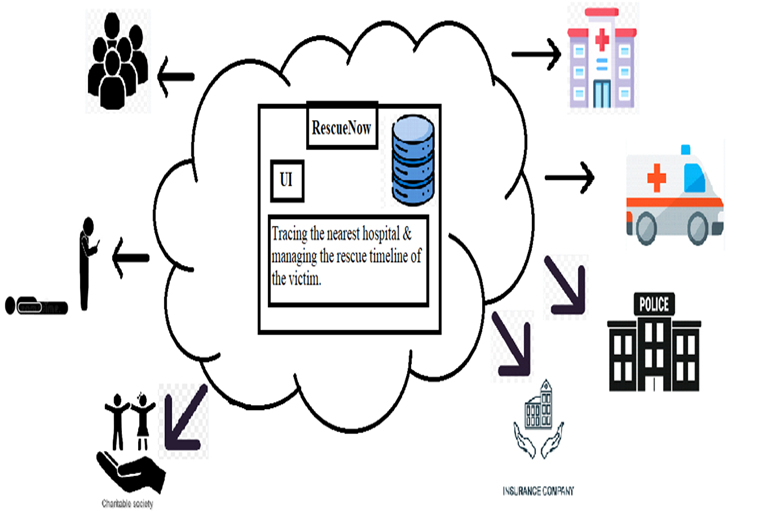 RescueNow
UI
Tracing the nearest hospital &
managing the rescue timeline of
the victim.
POLICE
INSURANCE COMPANY
Charitable society